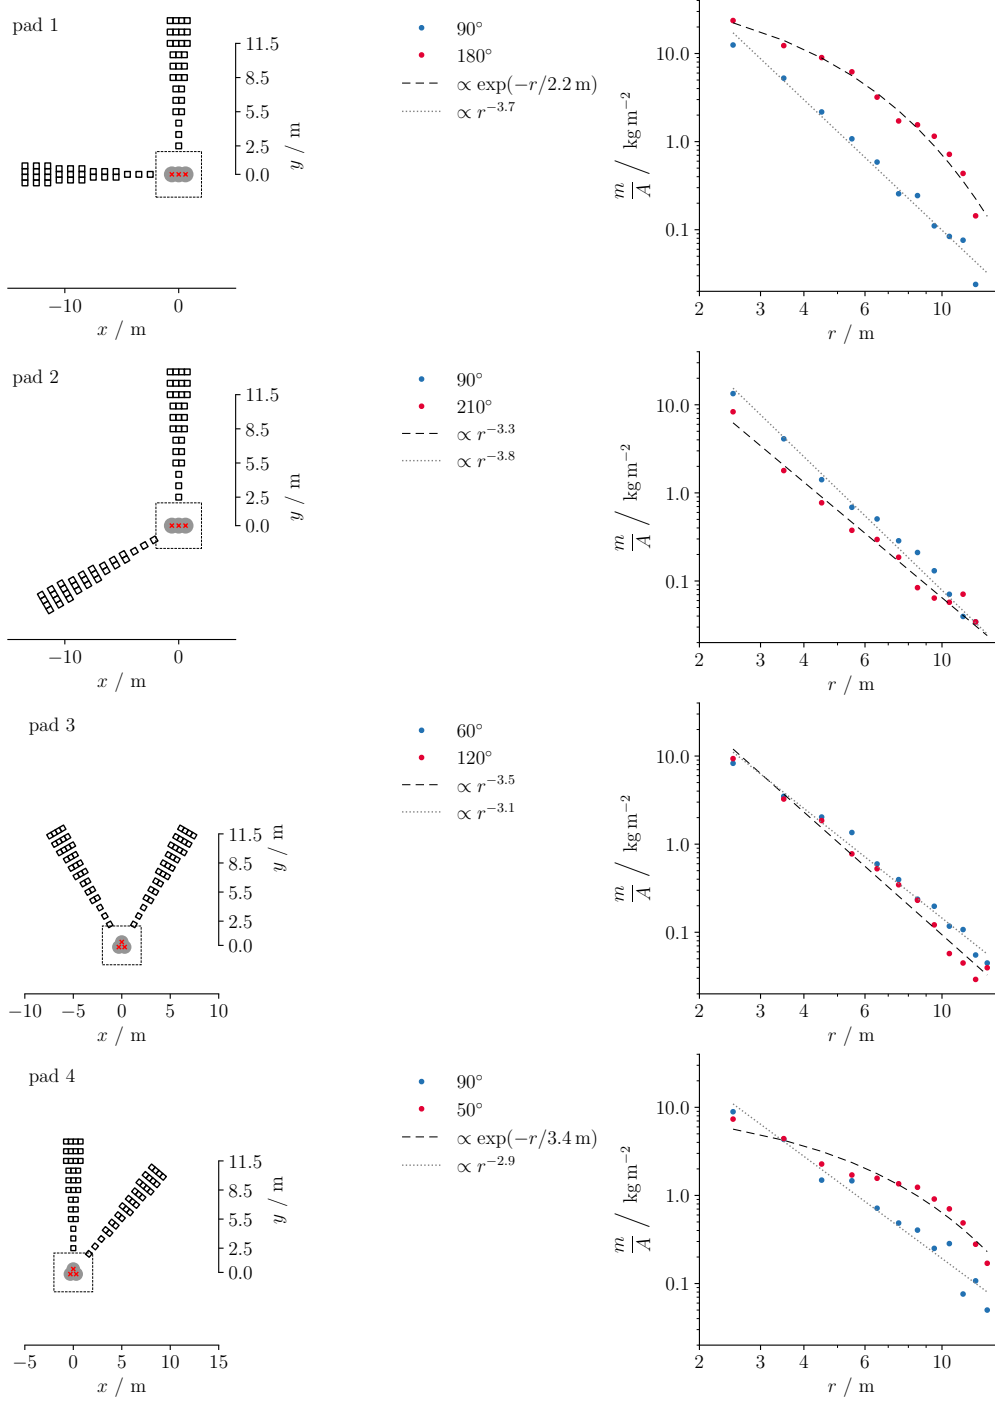 pad 1
11.5
8.5
5.5
2.5
0.0
y / m
−10
0
x / m
90°
180°
∝ exp(−r/2.2 m)
∝ r^−3.7
10.0
1.0
0.1
m/A / kg m^−2
2
3
4
6
10
r / m
pad 2
11.5
8.5
5.5
2.5
0.0
y / m
−10
0
x / m
90°
210°
∝ r^−3.3
∝ r^−3.8
10.0
1.0
0.1
m/A / kg m^−2
2
3
4
6
10
r / m
pad 3
11.5
8.5
5.5
2.5
0.0
y / m
−10
−5
0
5
10
x / m
60°
120°
∝ r^−3.5
∝ r^−3.1
10.0
1.0
0.1
m/A / kg m^−2
2
3
4
6
10
r / m
pad 4
11.5
8.5
5.5
2.5
0.0
y / m
−5
0
5
10
15
x / m
90°
50°
∝ exp(−r/3.4 m)
∝ r^−2.9
10.0
1.0
0.1
m/A / kg m^−2
2
3
4
6
10
r / m